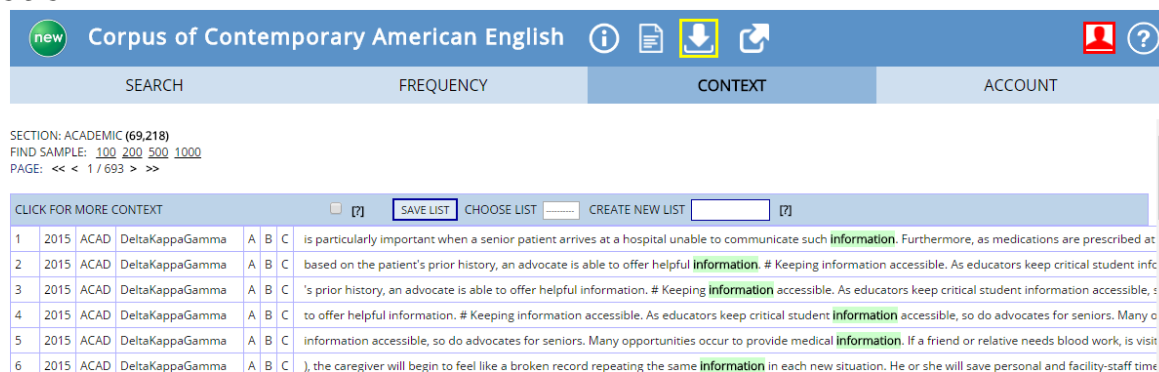 new Corpus of Contemporary American English
SEARCH FREQUENCY CONTEXT ACCOUNT
SECTION: ACADEMIC (69,218)
FIND SAMPLE: 100 200 500 1000
PAGE: << < 1 / 693 > >>
CLICK FOR MORE CONTEXT [?] SAVE LIST CHOOSE LIST ---------- CREATE NEW LIST [?]
1 2015 ACAD DeltaKappaGamma A B C is particularly important when a senior patient arrives at a hospital unable to communicate such information. Furthermore, as medications are prescribed at
2 2015 ACAD DeltaKappaGamma A B C based on the patient's prior history, an advocate is able to offer helpful information. # Keeping information accessible. As educators keep critical student info
3 2015 ACAD DeltaKappaGamma A B C 's prior history, an advocate is able to offer helpful information. # Keeping information accessible. As educators keep critical student information accessible, s
4 2015 ACAD DeltaKappaGamma A B C to offer helpful information. # Keeping information accessible. As educators keep critical student information accessible, so do advocates for seniors. Many o
5 2015 ACAD DeltaKappaGamma A B C information accessible, so do advocates for seniors. Many opportunities occur to provide medical information. If a friend or relative needs blood work, is visit
6 2015 ACAD DeltaKappaGamma A B C ), the caregiver will begin to feel like a broken record repeating the same information in each new situation. He or she will save personal and facility-staff time